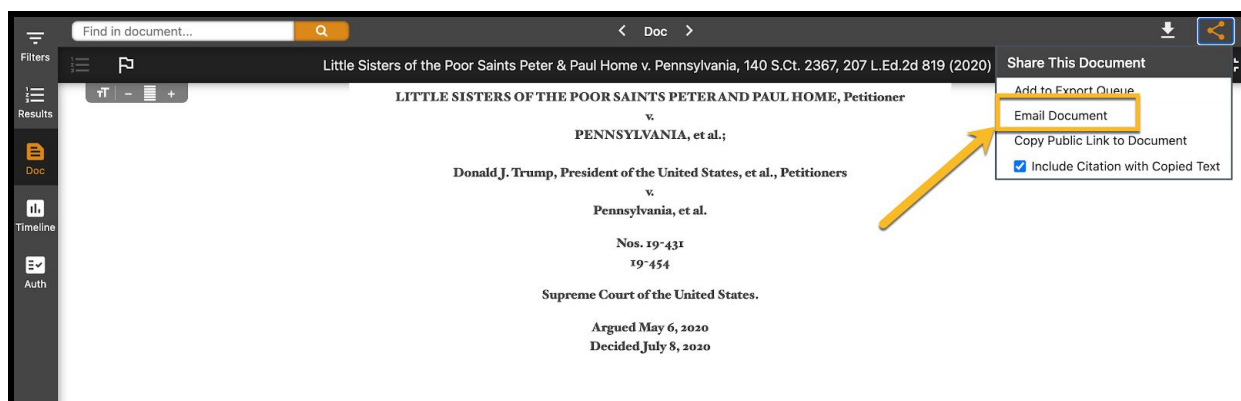 Filters
Results
Doc
Timeline
Auth
Find in document...
Doc
Little Sisters of the Poor Saints Peter & Paul Home v. Pennsylvania, 140 S.Ct. 2367, 207 L.Ed.2d 819 (2020)
Share This Document
Add to Export Queue
Email Document
Copy Public Link to Document
Include Citation with Copied Text
LITTLE SISTERS OF THE POOR SAINTS PETER AND PAUL HOME, Petitioner
v.
PENNSYLVANIA, et al.;
Donald J. Trump, President of the United States, et al., Petitioners
v.
Pennsylvania, et al.
Nos. 19-431
19-454
Supreme Court of the United States.
Argued May 6, 2020
Decided July 8, 2020